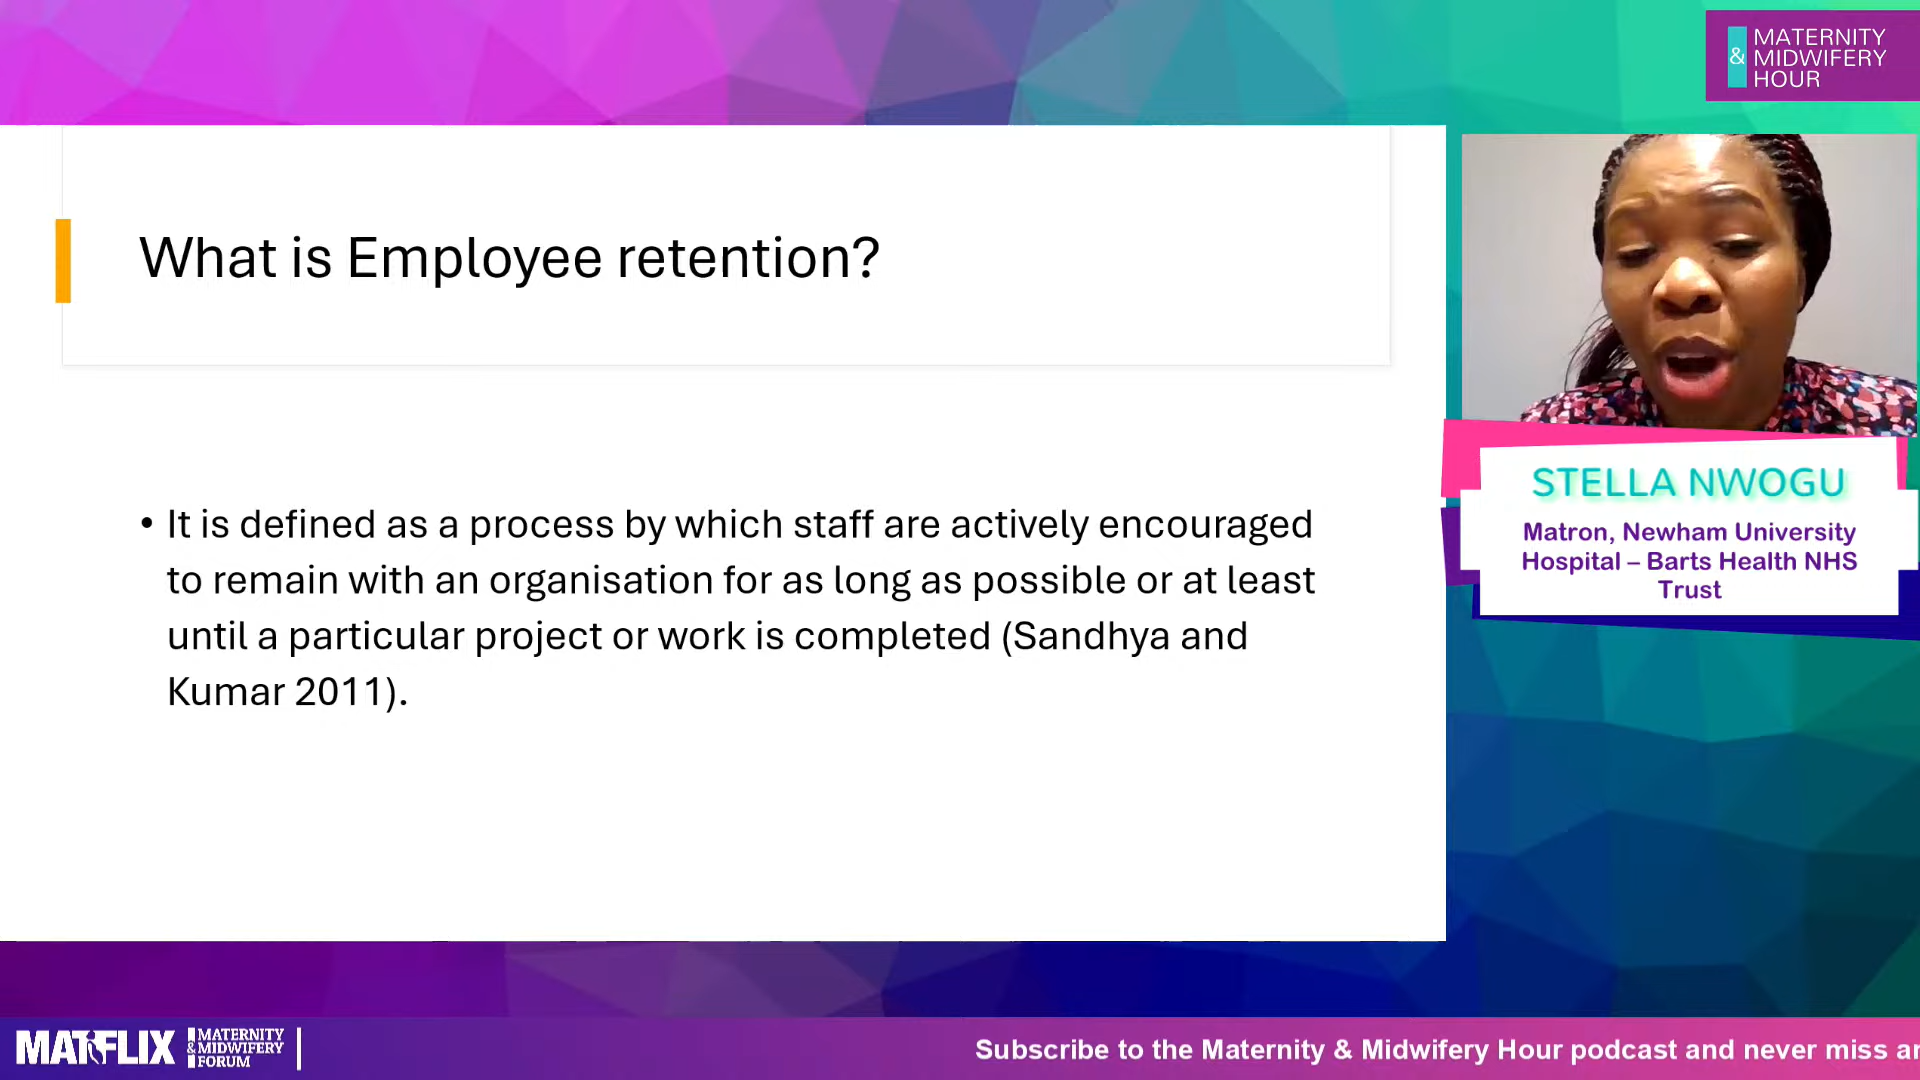 MATERNITY
& MIDWIFERY
HOUR
What is Employee retention?
• It is defined as a process by which staff are actively encouraged
to remain with an organisation for as long as possible or at least
until a particular project or work is completed (Sandhya and
Kumar 2011).
STELLA NWOGU
Matron, Newham University
Hospital – Barts Health NHS
Trust
MATFLIX
MATERNITY
& MIDWIFERY
FORUM
Subscribe to the Maternity & Midwifery Hour podcast and never miss